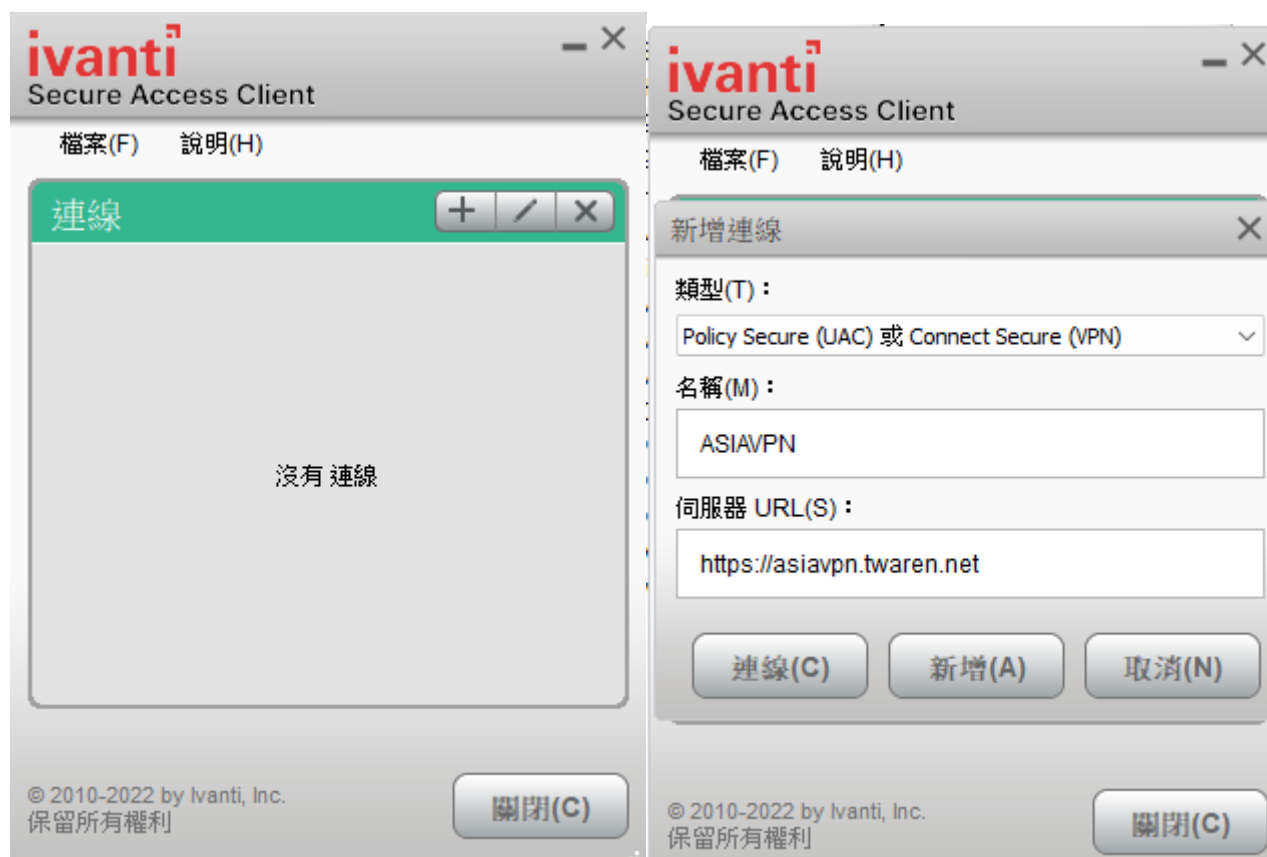 ivanti
Secure Access Client
檔案(F) 說明(H)
連線
沒有 連線
© 2010-2022 by Ivanti, Inc.
保留所有權利
關閉(C)
ivanti
Secure Access Client
檔案(F) 說明(H)
新增連線
類型(T)：
Policy Secure (UAC) 或 Connect Secure (VPN)
名稱(M)：
ASIAVPN
伺服器 URL(S)：
https://asiavpn.twaren.net
連線(C) 新增(A) 取消(N)
© 2010-2022 by Ivanti, Inc.
保留所有權利
關閉(C)